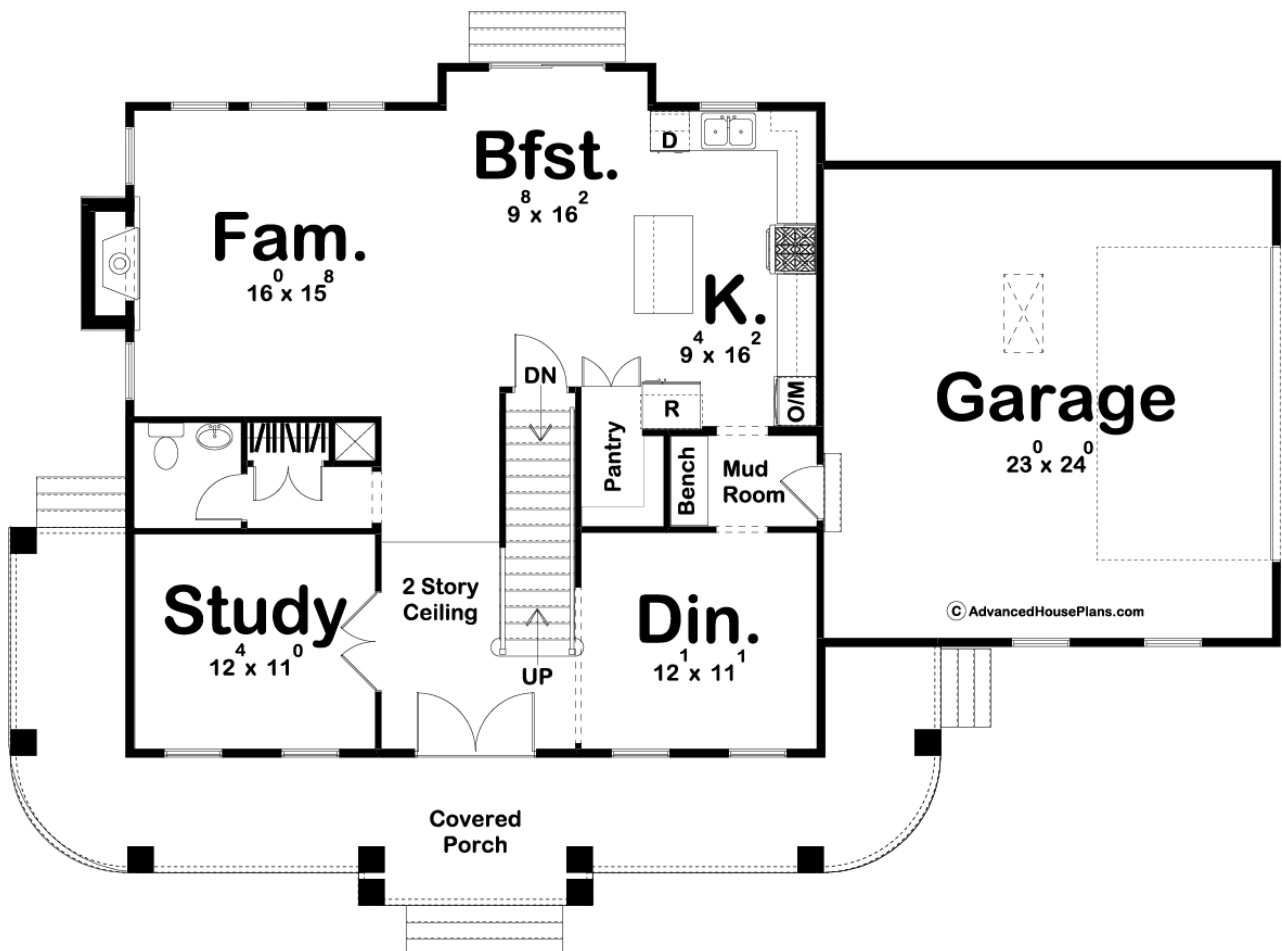 Bfst.
9⁸ x 16²
D
Fam.
16⁰ x 15⁸
K.
9⁴ x 16²
DN
R
O/M
Pantry
Bench
Mud
Room
Garage
23⁰ x 24⁰
Study
12⁴ x 11⁰
2 Story
Ceiling
UP
Din.
12¹ x 11¹
© AdvancedHousePlans.com
Covered
Porch